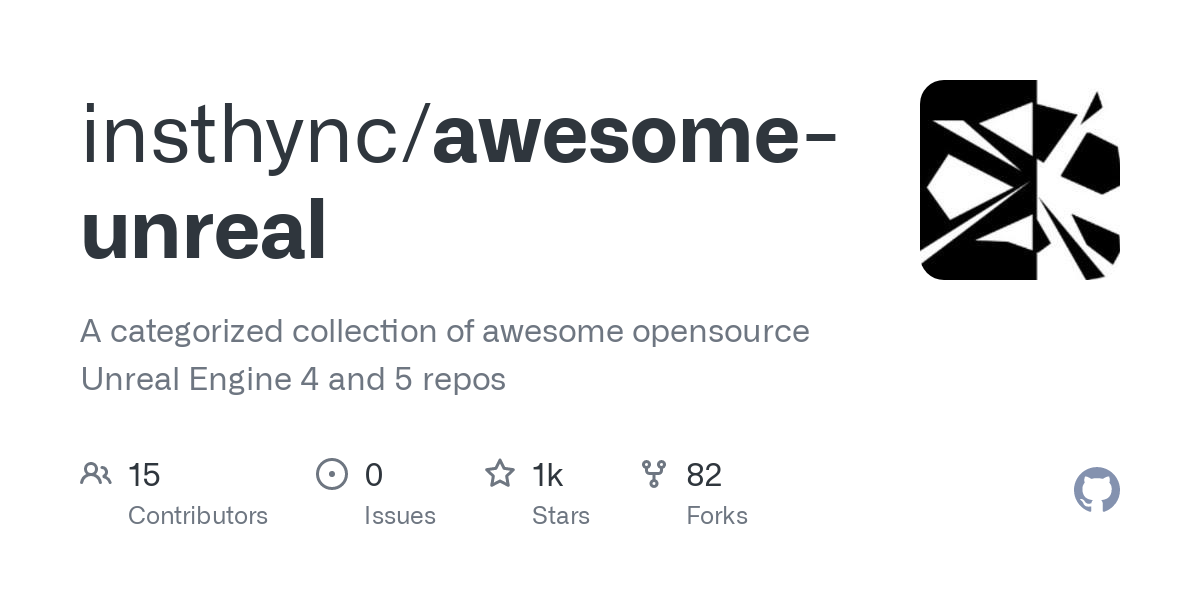 insthync/awesome-
unreal
A categorized collection of awesome opensource
Unreal Engine 4 and 5 repos
15 0 1k 82
Contributors Issues Stars Forks